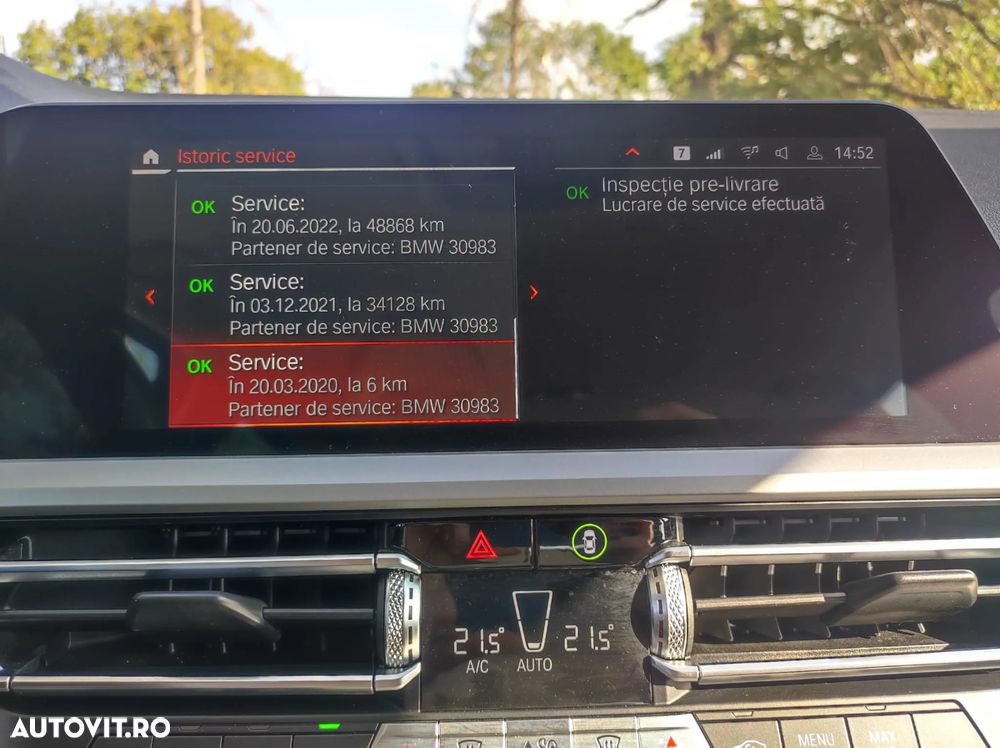 Istoric service
7
14:52
OK Service:
În 20.06.2022, la 48868 km
Partener de service: BMW 30983
OK Service:
În 03.12.2021, la 34128 km
Partener de service: BMW 30983
OK Service:
În 20.03.2020, la 6 km
Partener de service: BMW 30983
OK Inspecție pre-livrare
Lucrare de service efectuată
21.5° 21.5°
A/C AUTO
MENU MAX
AUTOVIT.RO